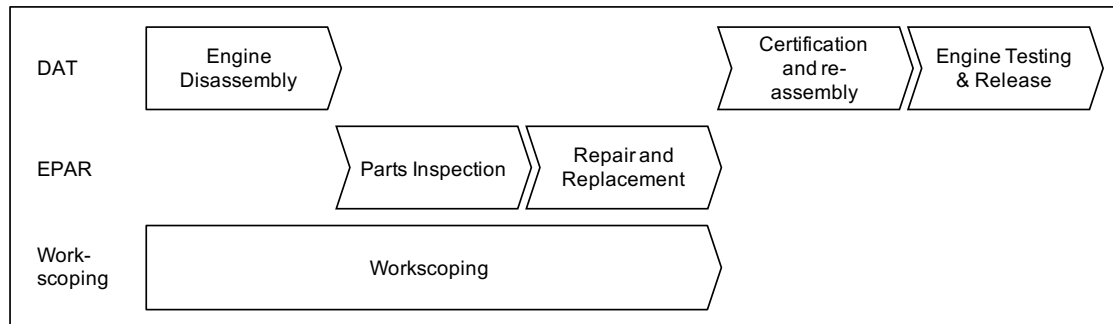 DAT
Engine
Disassembly
Certification
and re-
assembly
Engine Testing
& Release
EPAR
Parts Inspection
Repair and
Replacement
Work-
scoping
Workscoping